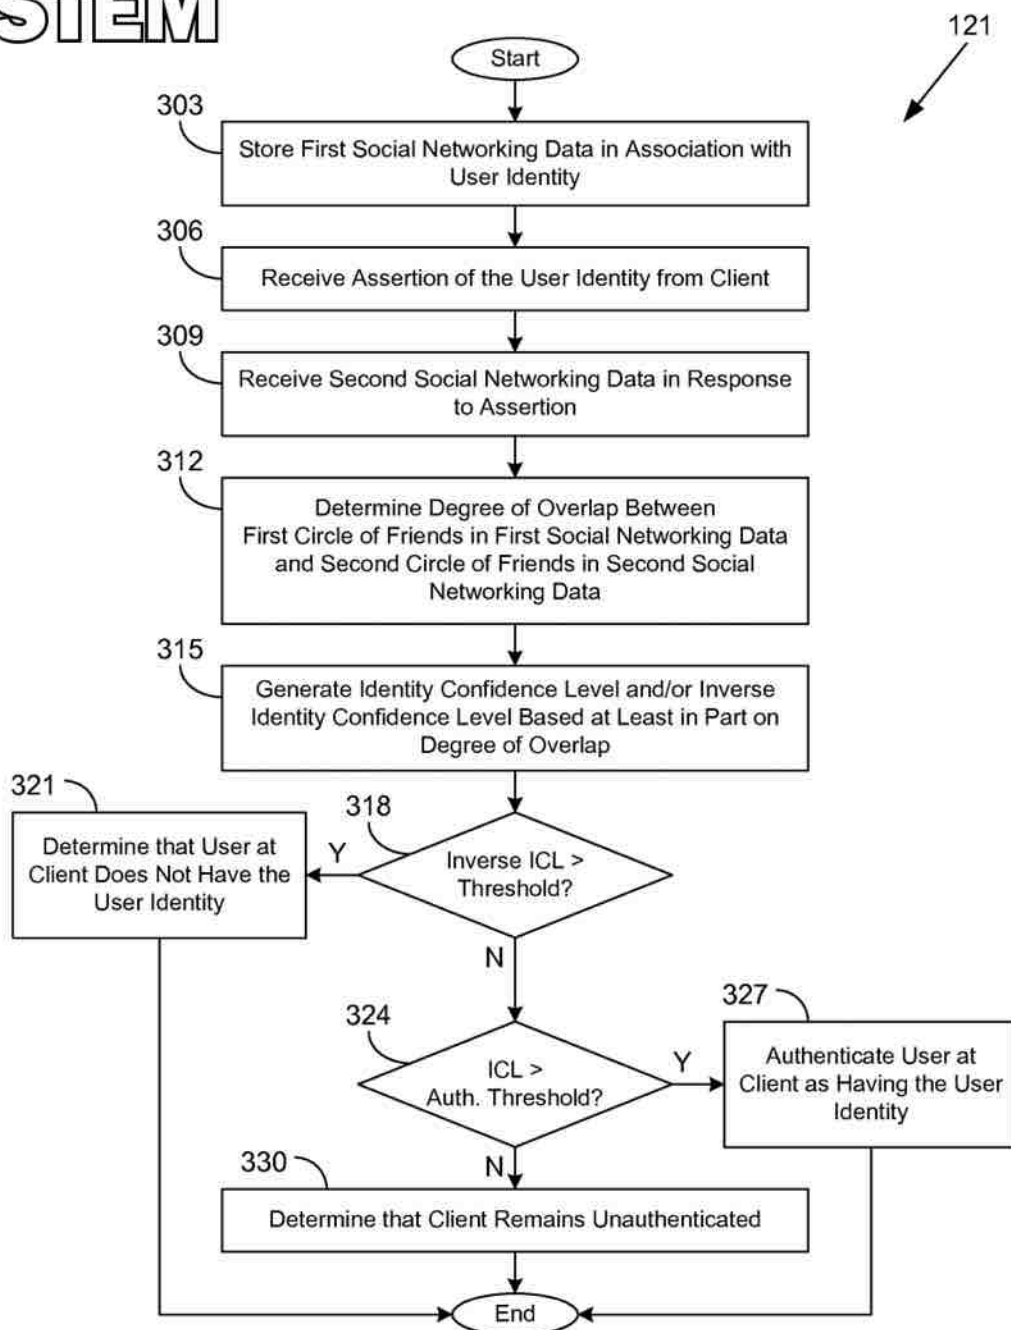 STEM
121
Start
303
Store First Social Networking Data in Association with
User Identity
306
Receive Assertion of the User Identity from Client
309
Receive Second Social Networking Data in Response
to Assertion
312
Determine Degree of Overlap Between
First Circle of Friends in First Social Networking Data
and Second Circle of Friends in Second Social
Networking Data
315
Generate Identity Confidence Level and/or Inverse
Identity Confidence Level Based at Least in Part on
Degree of Overlap
321
Determine that User at
Client Does Not Have the
User Identity
Y
318
Inverse ICL >
Threshold?
N
324
ICL >
Auth. Threshold?
Y
327
Authenticate User at
Client as Having the User
Identity
N
330
Determine that Client Remains Unauthenticated
End